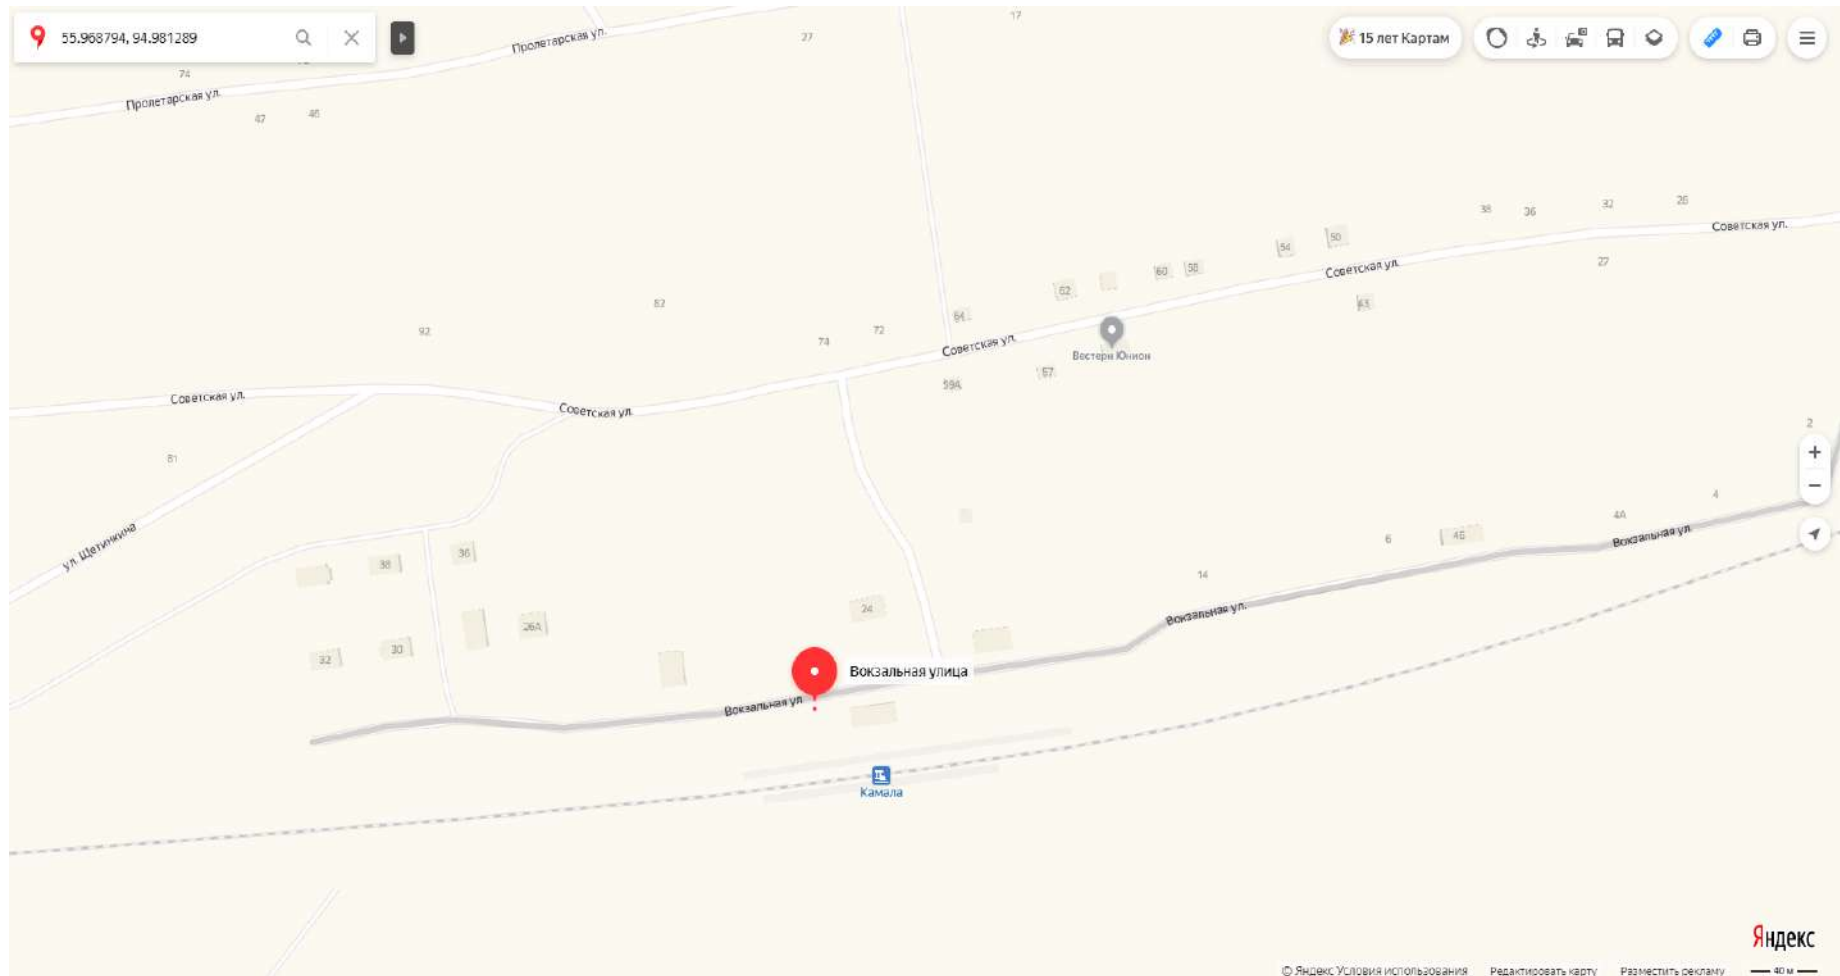 55.968794, 94.981289
15 лет Картам
17
27
Пролетарская ул.
74
Пролетарская ул.
47
45
26
32
38
36
Советская ул.
50
54
27
Советская ул.
60
58
62
82
64
92
72
74
Советская ул.
Вестерн Юнион
57
59А
Советская ул.
Советская ул.
2
81
4
4А
ул. Щетинкина
Вокзальная ул.
6
4Б
38
36
14
24
Вокзальная ул.
26А
30
32
Вокзальная улица
Вокзальная ул.
Камала
Яндекс
© Яндекс Условия использования
Редактировать карту
Разместить рекламу
40 м